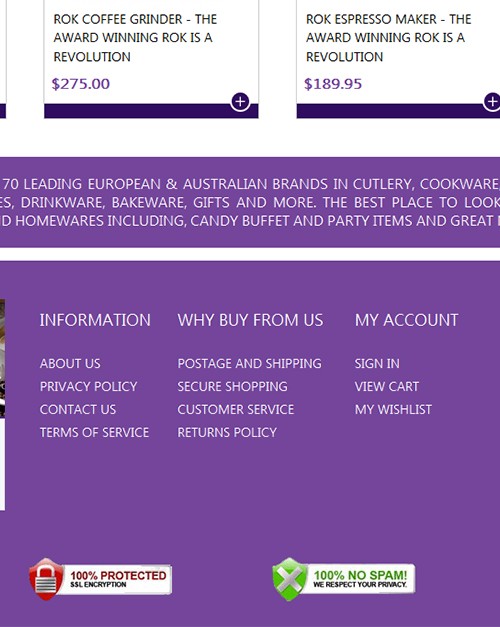 ROK COFFEE GRINDER - THE
AWARD WINNING ROK IS A
REVOLUTION
$275.00
ROK ESPRESSO MAKER - THE
AWARD WINNING ROK IS A
REVOLUTION
$189.95
70 LEADING EUROPEAN & AUSTRALIAN BRANDS IN CUTLERY, COOKWARE,
DRINKWARE, BAKEWARE, GIFTS AND MORE. THE BEST PLACE TO LOOK
HOMEWARES INCLUDING, CANDY BUFFET AND PARTY ITEMS AND GREAT
INFORMATION
ABOUT US
PRIVACY POLICY
CONTACT US
TERMS OF SERVICE
WHY BUY FROM US
POSTAGE AND SHIPPING
SECURE SHOPPING
CUSTOMER SERVICE
RETURNS POLICY
MY ACCOUNT
SIGN IN
VIEW CART
MY WISHLIST
100% PROTECTED
SSL ENCRYPTION
100% NO SPAM!
WE RESPECT YOUR PRIVACY.